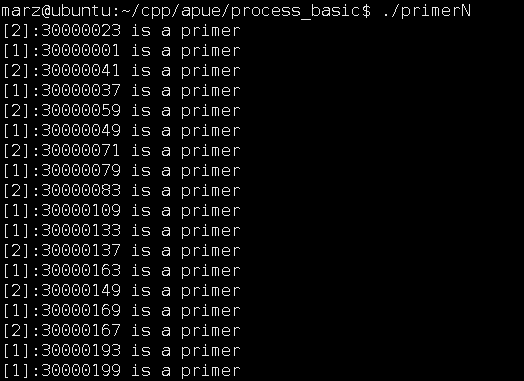 marz@ubuntu:~/cpp/apue/process_basic$ ./primerN
[2]:30000023 is a primer
[1]:30000001 is a primer
[2]:30000041 is a primer
[1]:30000037 is a primer
[2]:30000059 is a primer
[1]:30000049 is a primer
[2]:30000071 is a primer
[1]:30000079 is a primer
[2]:30000083 is a primer
[1]:30000109 is a primer
[1]:30000133 is a primer
[2]:30000137 is a primer
[1]:30000163 is a primer
[2]:30000149 is a primer
[1]:30000169 is a primer
[2]:30000167 is a primer
[1]:30000193 is a primer
[1]:30000199 is a primer